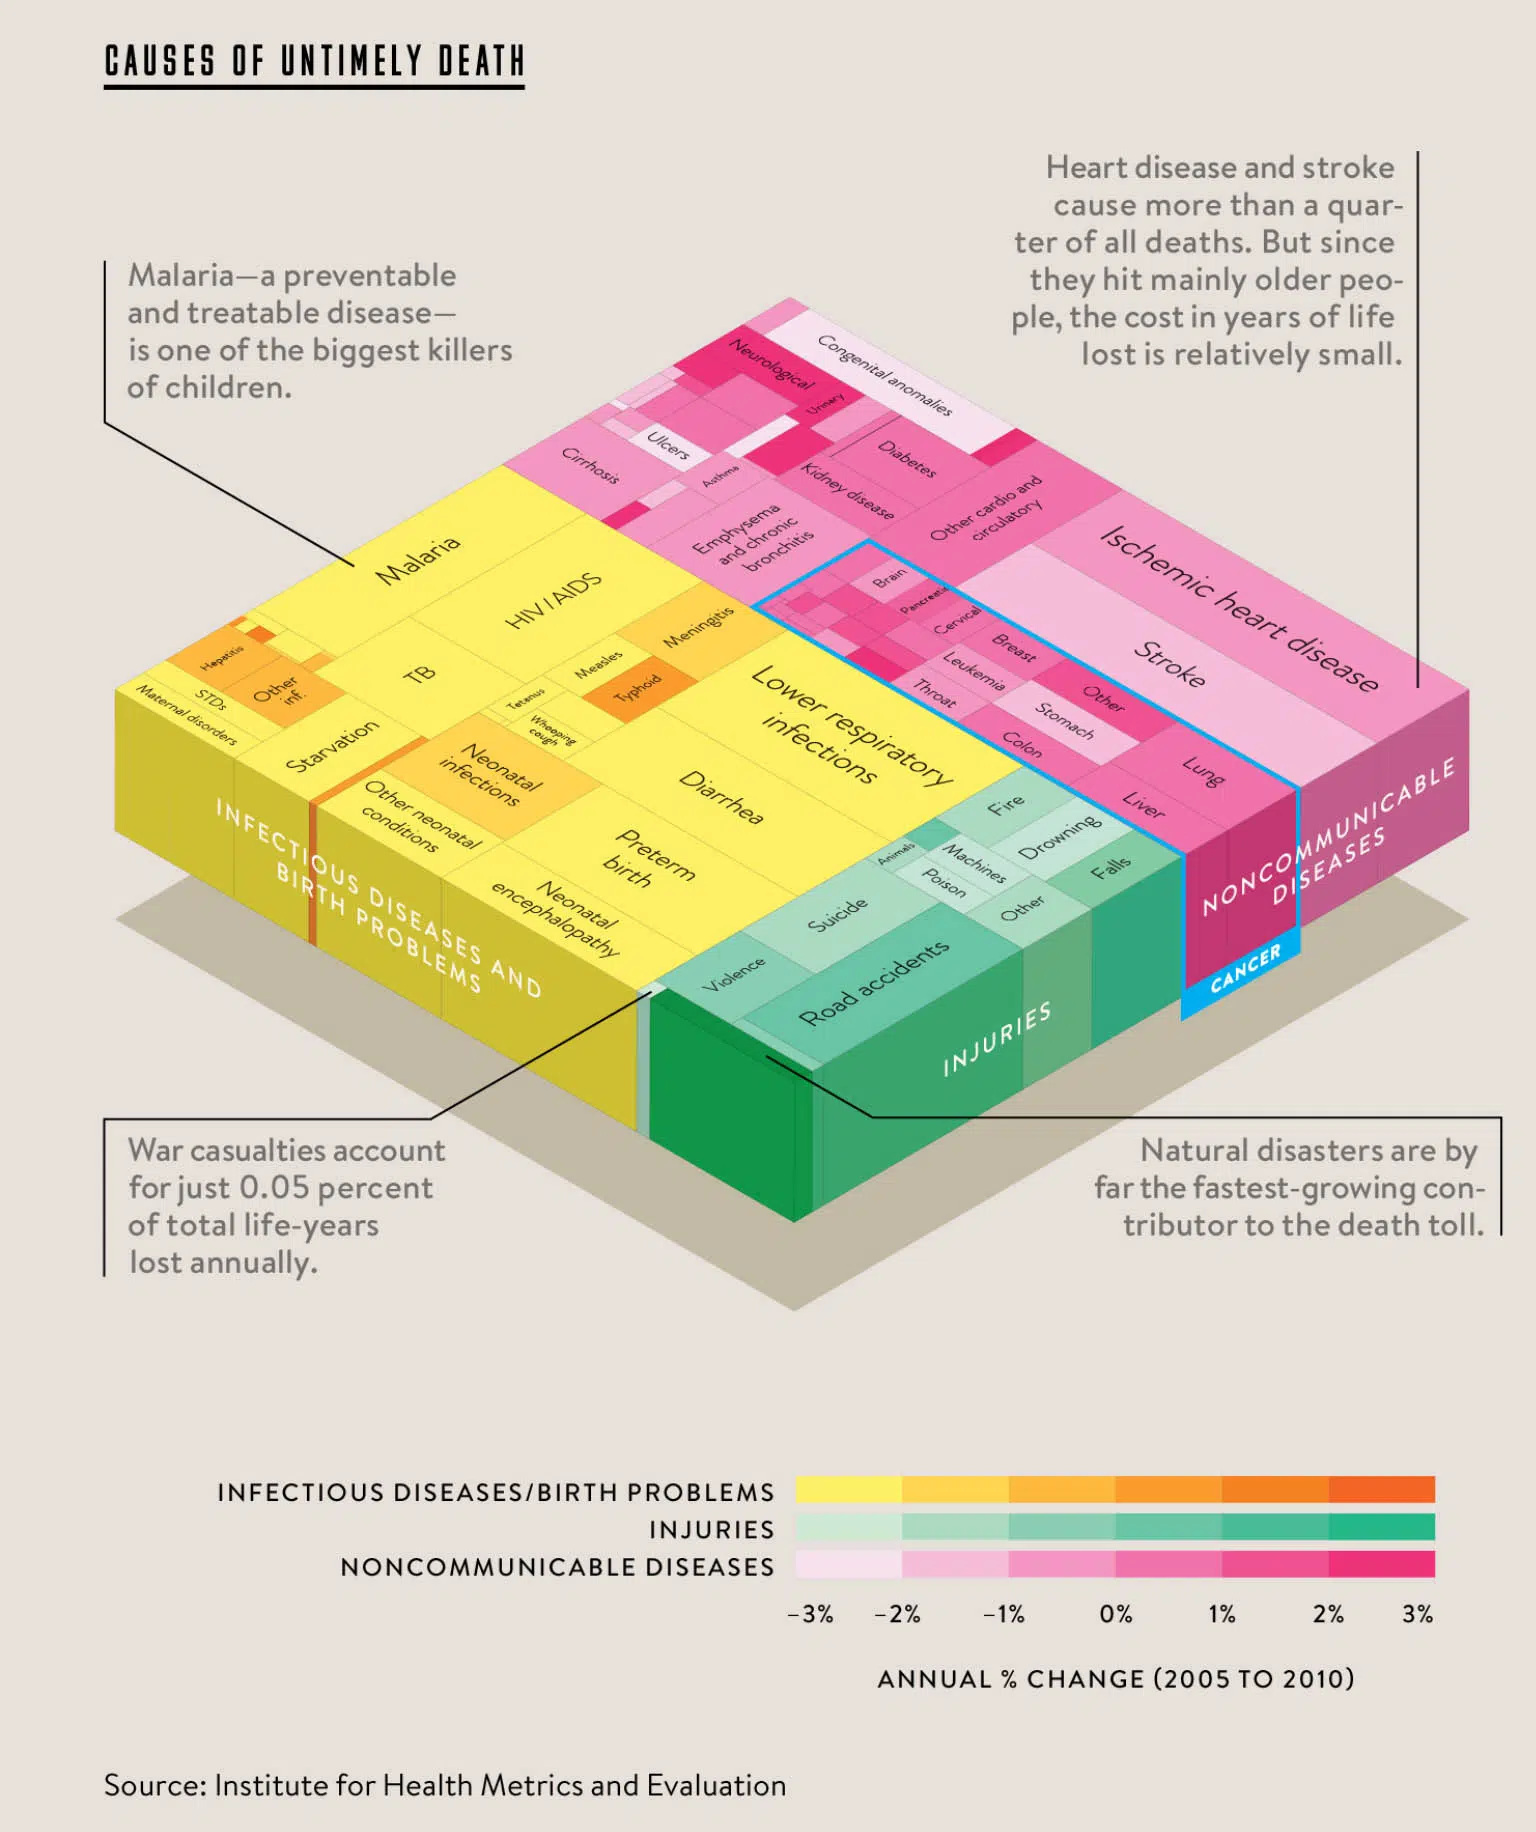 CAUSES OF UNTIMELY DEATH
Heart disease and stroke
cause more than a quar-
ter of all deaths. But since
they hit mainly older peo-
ple, the cost in years of life
lost is relatively small.
Malaria—a preventable
and treatable disease—
is one of the biggest killers
of children.
Congenital anomalies
Neurological
Urinary
Ulcers
Cirrhosis
Asthma
Diabetes
Kidney disease
Emphysema
and chronic
bronchitis
Other cardio and
circulatory
Ischemic heart disease
Stroke
Malaria
HIV/AIDS
TB
Meningitis
Measles
Typhoid
Tetanus
Whooping
cough
Hepatitis
Other
inf.
STDs
Maternal disorders
Starvation
Neonatal
infections
Other neonatal
conditions
Lower respiratory
infections
Diarrhea
Preterm
birth
Neonatal
encephalopathy
Brain
Pancreatic
Cervical
Breast
Leukemia
Other
Throat
Stomach
Colon
Lung
Liver
Fire
Drowning
Animals
Machines
Poison
Falls
Other
Suicide
Violence
Road accidents
INFECTIOUS DISEASES AND
BIRTH PROBLEMS
INJURIES
NONCOMMUNICABLE
DISEASES
CANCER
War casualties account
for just 0.05 percent
of total life-years
lost annually.
Natural disasters are by
far the fastest-growing con-
tributor to the death toll.
INFECTIOUS DISEASES/BIRTH PROBLEMS
INJURIES
NONCOMMUNICABLE DISEASES
–3% –2% –1% 0% 1% 2% 3%
ANNUAL % CHANGE (2005 TO 2010)
Source: Institute for Health Metrics and Evaluation